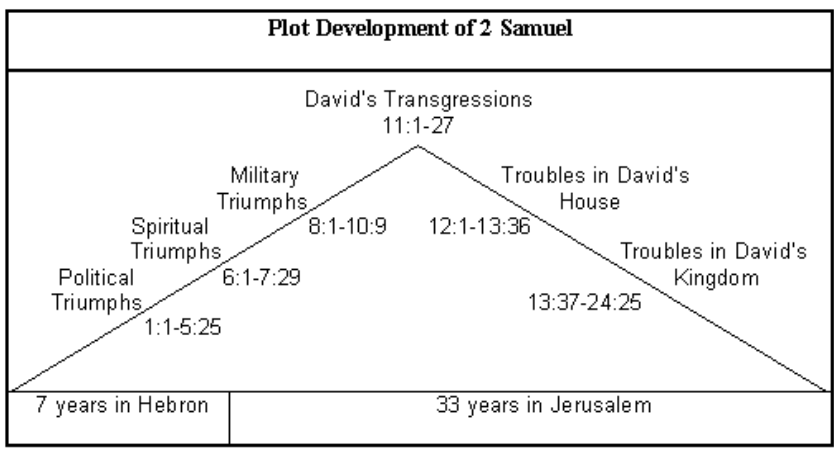 Plot Development of 2 Samuel
David's Transgressions
11:1-27
Military
Triumphs
8:1-10:9
Spiritual
Triumphs
6:1-7:29
Political
Triumphs
1:1-5:25
Troubles in David's
House
12:1-13:36
Troubles in David's
Kingdom
13:37-24:25
7 years in Hebron
33 years in Jerusalem